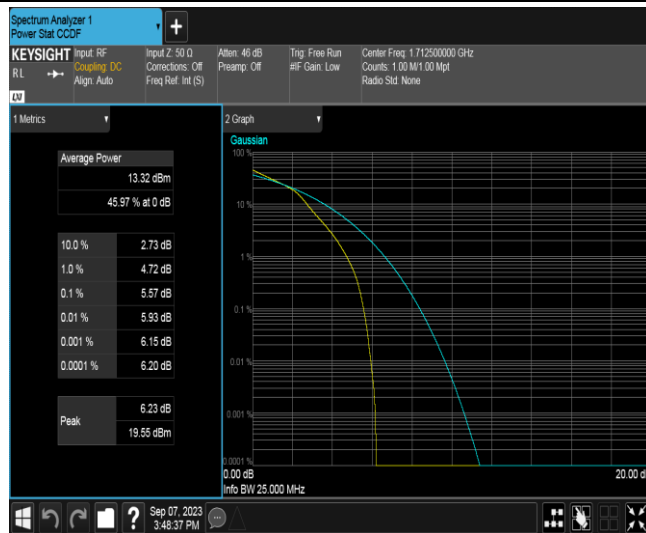 Spectrum Analyzer 1
Power Stat CCDF
KEYSIGHT
RL
Input: RF
Coupling: DC
Align: Auto
Input Z: 50 Ω
Corrections: Off
Freq Ref: Int (S)
Atten: 46 dB
Preamp: Off
Trig: Free Run
#IF Gain: Low
Center Freq: 1.712500000 GHz
Counts: 1.00 M/1.00 Mpt
Radio Std: None
1 Metrics
Average Power
13.32 dBm
45.97 % at 0 dB
10.0 % 2.73 dB
1.0 % 4.72 dB
0.1 % 5.57 dB
0.01 % 5.93 dB
0.001 % 6.15 dB
0.0001 % 6.20 dB
Peak
6.23 dB
19.55 dBm
2 Graph
Gaussian
100 %
10 %
1 %
0.1 %
0.01 %
0.001 %
0.0001 %
0.00 dB
20.00 d
Info BW 25.000 MHz
?
Sep 07, 2023
3:48:37 PM